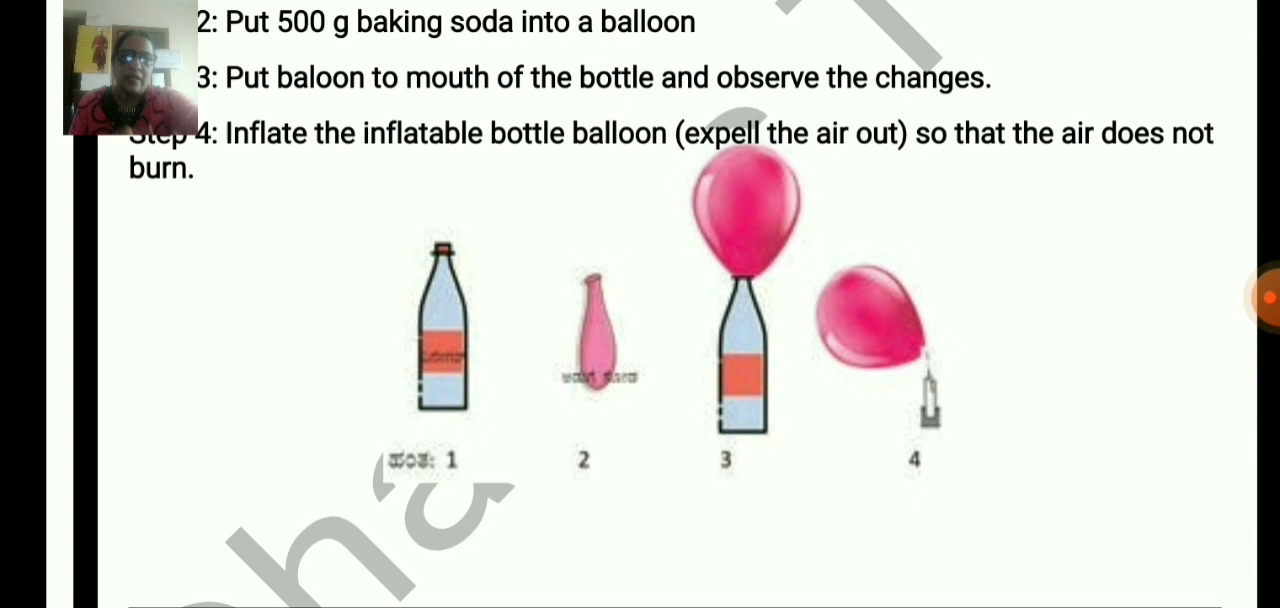 2: Put 500 g baking soda into a balloon
3: Put baloon to mouth of the bottle and observe the changes.
Step 4: Inflate the inflatable bottle balloon (expell the air out) so that the air does not
burn.
ಹಂತ: 1 2 3 4